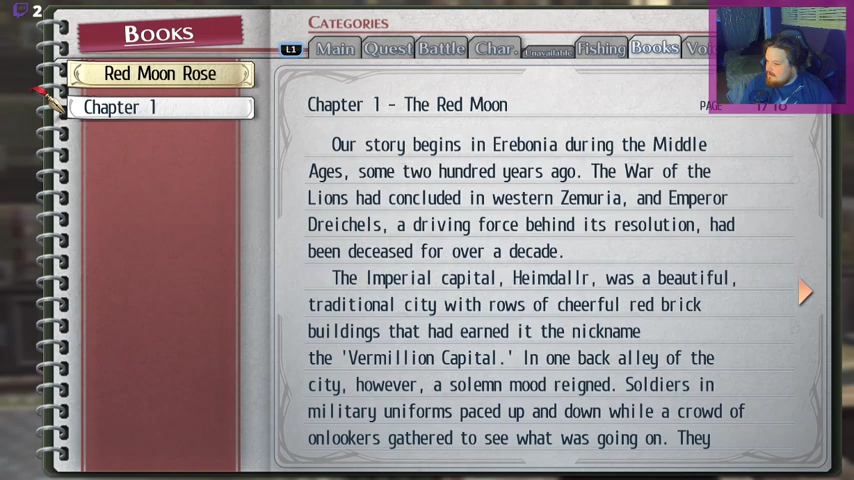 2
BOOKS
CATEGORIES
L1 Main Quest Battle Char. Unavailable Fishing Books
Red Moon Rose
Chapter 1
Chapter 1 - The Red Moon
PAGE
Our story begins in Erebonia during the Middle
Ages, some two hundred years ago. The War of the
Lions had concluded in western Zemuria, and Emperor
Dreichels, a driving force behind its resolution, had
been deceased for over a decade.
The Imperial capital, Heimdallr, was a beautiful,
traditional city with rows of cheerful red brick
buildings that had earned it the nickname
the 'Vermillion Capital.' In one back alley of the
city, however, a solemn mood reigned. Soldiers in
military uniforms paced up and down while a crowd of
onlookers gathered to see what was going on. They